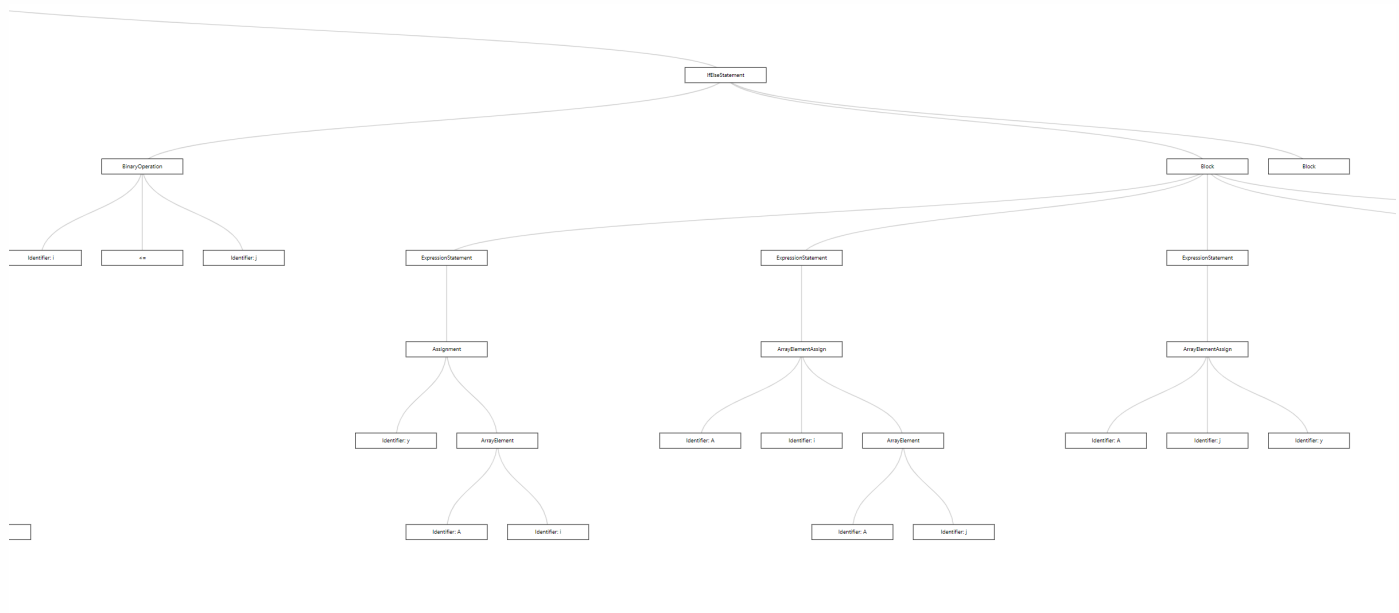 IfElseStatement
BinaryOperation
Block
Block
Identifier: i
<=
Identifier: j
ExpressionStatement
ExpressionStatement
ExpressionStatement
Assignment
ArrayElementAssign
ArrayElementAssign
Identifier: y
ArrayElement
Identifier: A
Identifier: i
ArrayElement
Identifier: A
Identifier: j
Identifier: y
Identifier: A
Identifier: i
Identifier: A
Identifier: j